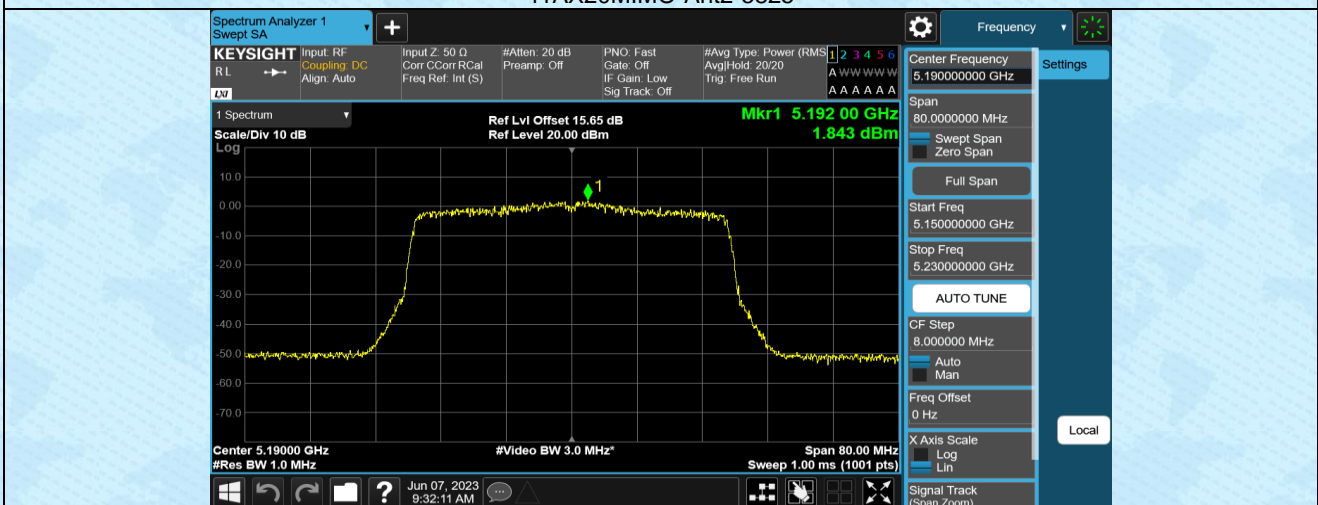 Spectrum Analyzer 1
Swept SA
Frequency
KEYSIGHT
R L
LXI
Input: RF
Coupling: DC
Align: Auto
Input Z: 50 Ω
Corr CCorr RCal
Freq Ref: Int (S)
#Atten: 20 dB
Preamp: Off
PNO: Fast
Gate: Off
IF Gain: Low
Sig Track: Off
#Avg Type: Power (RMS
Avg|Hold: 20/20
Trig: Free Run
1 2 3 4 5 6
A W W W W W
A A A A A A
1 Spectrum
Scale/Div 10 dB
Log
Ref Lvl Offset 15.65 dB
Ref Level 20.00 dBm
Mkr1 5.192 00 GHz
1.843 dBm
1
10.0
0.00
-10.0
-20.0
-30.0
-40.0
-50.0
-60.0
-70.0
Center 5.19000 GHz
#Res BW 1.0 MHz
#Video BW 3.0 MHz*
Span 80.00 MHz
Sweep 1.00 ms (1001 pts)
Jun 07, 2023
9:32:11 AM
Center Frequency
5.190000000 GHz
Settings
Span
80.0000000 MHz
Swept Span
Zero Span
Full Span
Start Freq
5.150000000 GHz
Stop Freq
5.230000000 GHz
AUTO TUNE
CF Step
8.000000 MHz
Auto
Man
Freq Offset
0 Hz
X Axis Scale
Log
Lin
Local
Signal Track
(Span Zoom)